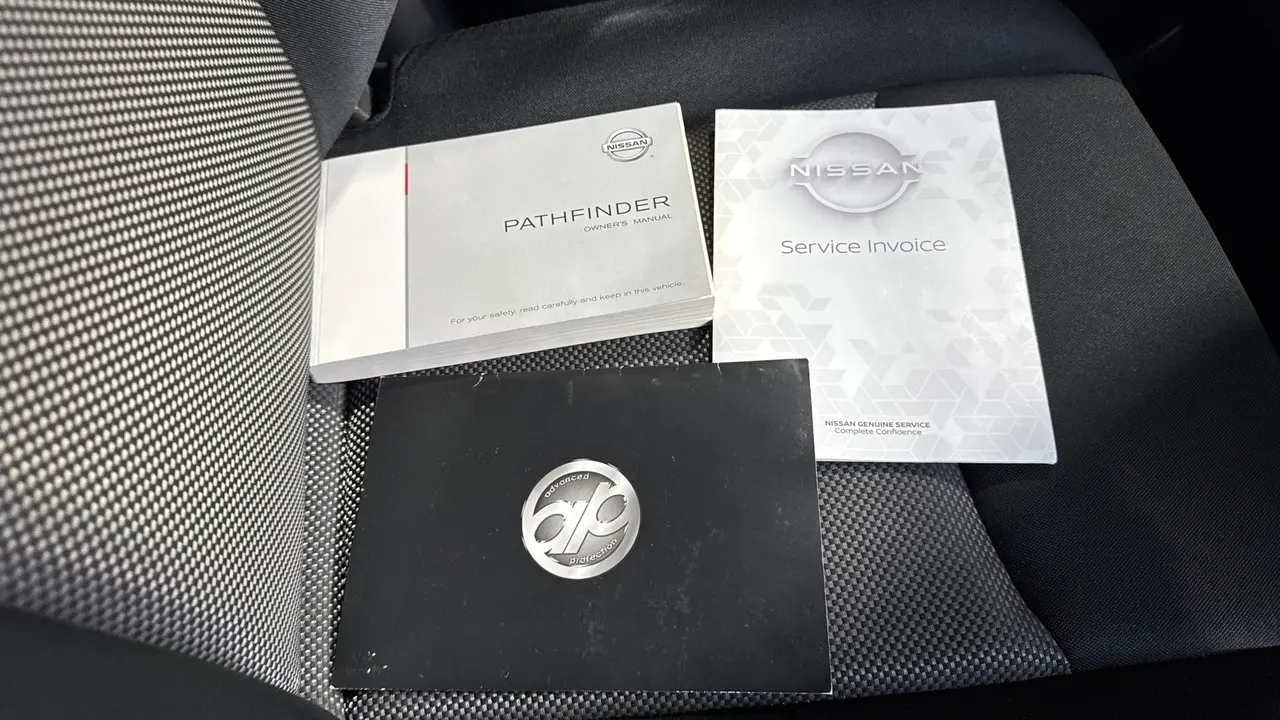 NISSAN
PATHFINDER
OWNER'S MANUAL
For your safety, read carefully and keep in this vehicle.
NISSAN
Service Invoice
NISSAN GENUINE SERVICE
Complete Confidence
advanced
ap
protection